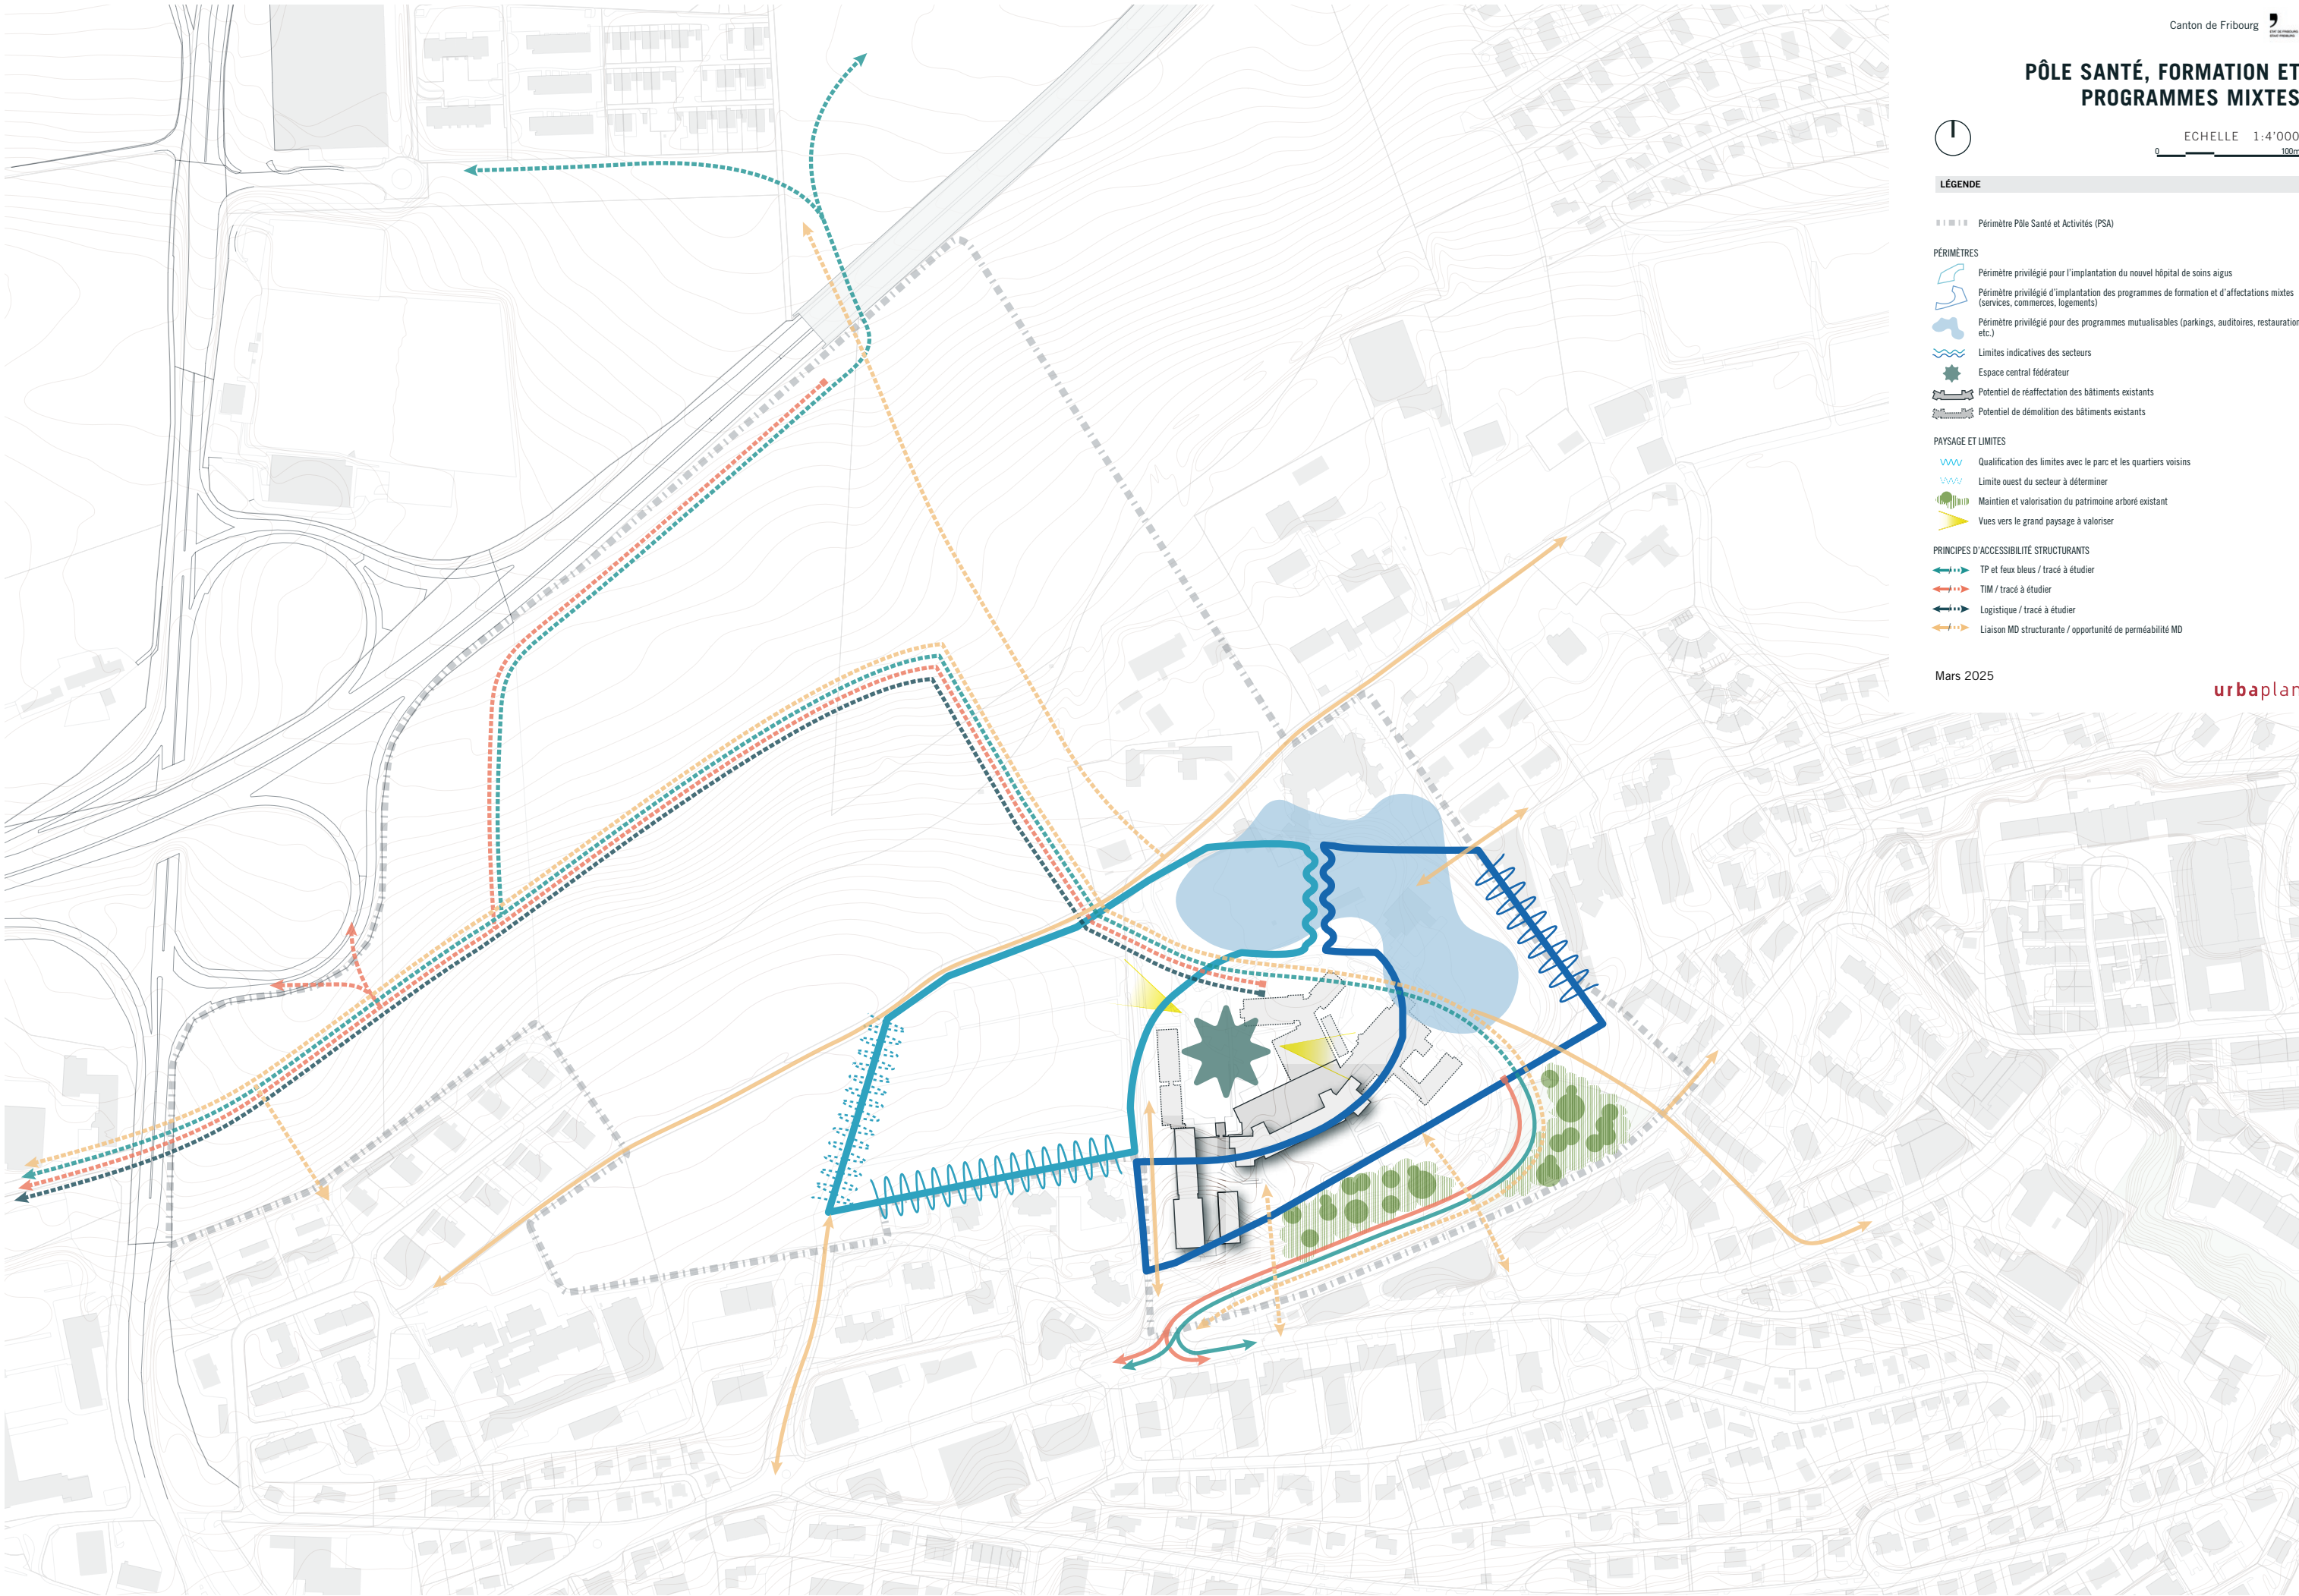 Canton de Fribourg
PÔLE SANTÉ, FORMATION ET
PROGRAMMES MIXTES
ECHELLE 1:4'000
0 100m
LÉGENDE
Périmètre Pôle Santé et Activités (PSA)
PÉRIMÈTRES
Périmètre privilégié pour l'implantation du nouvel hôpital de soins aigus
Périmètre privilégié d'implantation des programmes de formation et d'affectations mixtes
(services, commerces, logements)
Périmètre privilégié pour des programmes mutualisables (parkings, auditoires, restauration
etc.)
Limites indicatives des secteurs
Espace central fédérateur
Potentiel de réaffectation des bâtiments existants
Potentiel de démolition des bâtiments existants
PAYSAGE ET LIMITES
Qualification des limites avec le parc et les quartiers voisins
Limite ouest du secteur à déterminer
Maintien et valorisation du patrimoine arboré existant
Vues vers le grand paysage à valoriser
PRINCIPES D'ACCESSIBILITÉ STRUCTURANTS
TP et feux bleus / tracé à étudier
TIM / tracé à étudier
Logistique / tracé à étudier
Liaison MD structurante / opportunité de perméabilité MD
Mars 2025
urbaplan